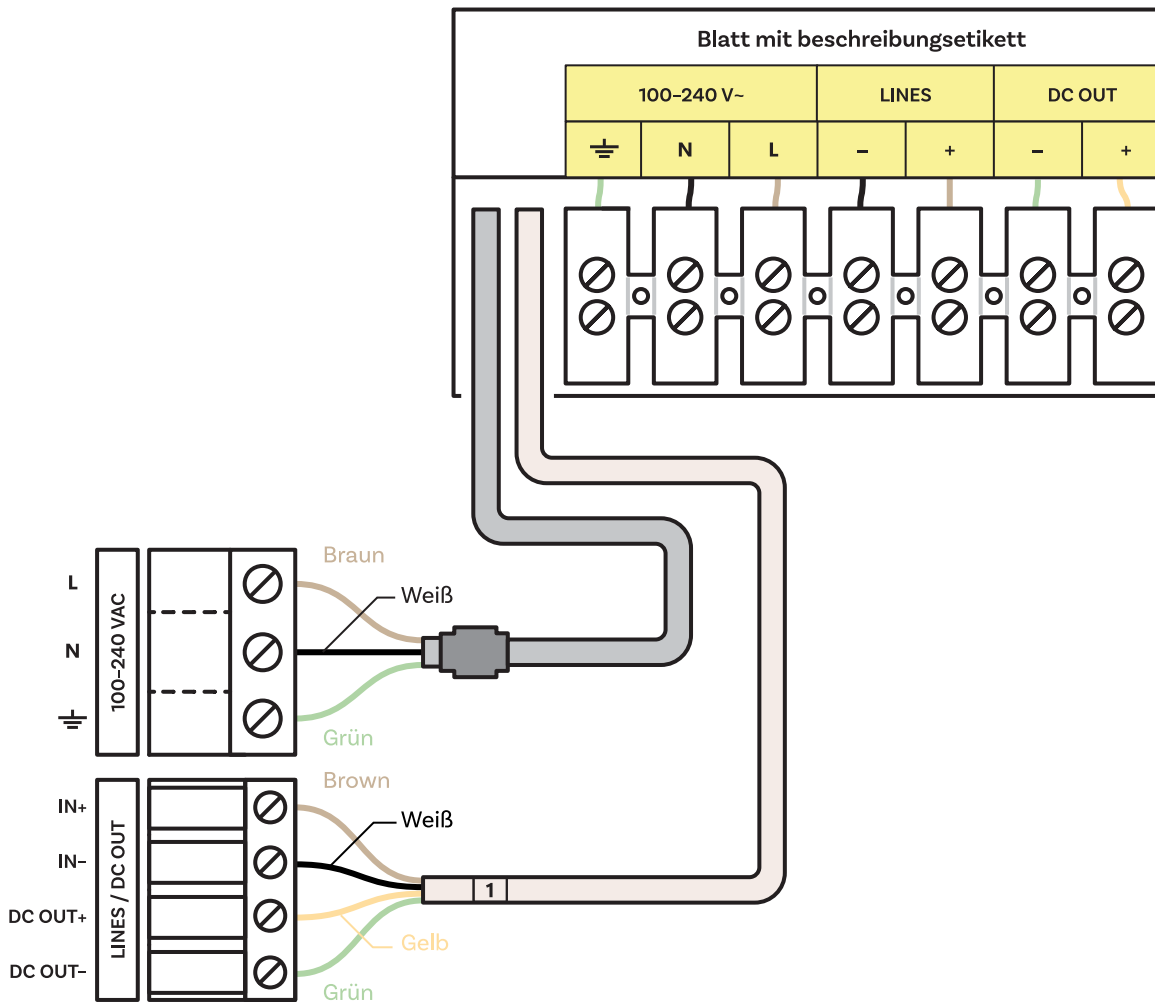 Blatt mit beschreibungsetikett
100–240 V~ LINES DC OUT
N L – + – +
Braun
L
Weiß
100–240 VAC
N
Grün
Brown
IN+
Weiß
IN–
LINES / DC OUT
1
DC OUT+
Gelb
DC OUT–
Grün